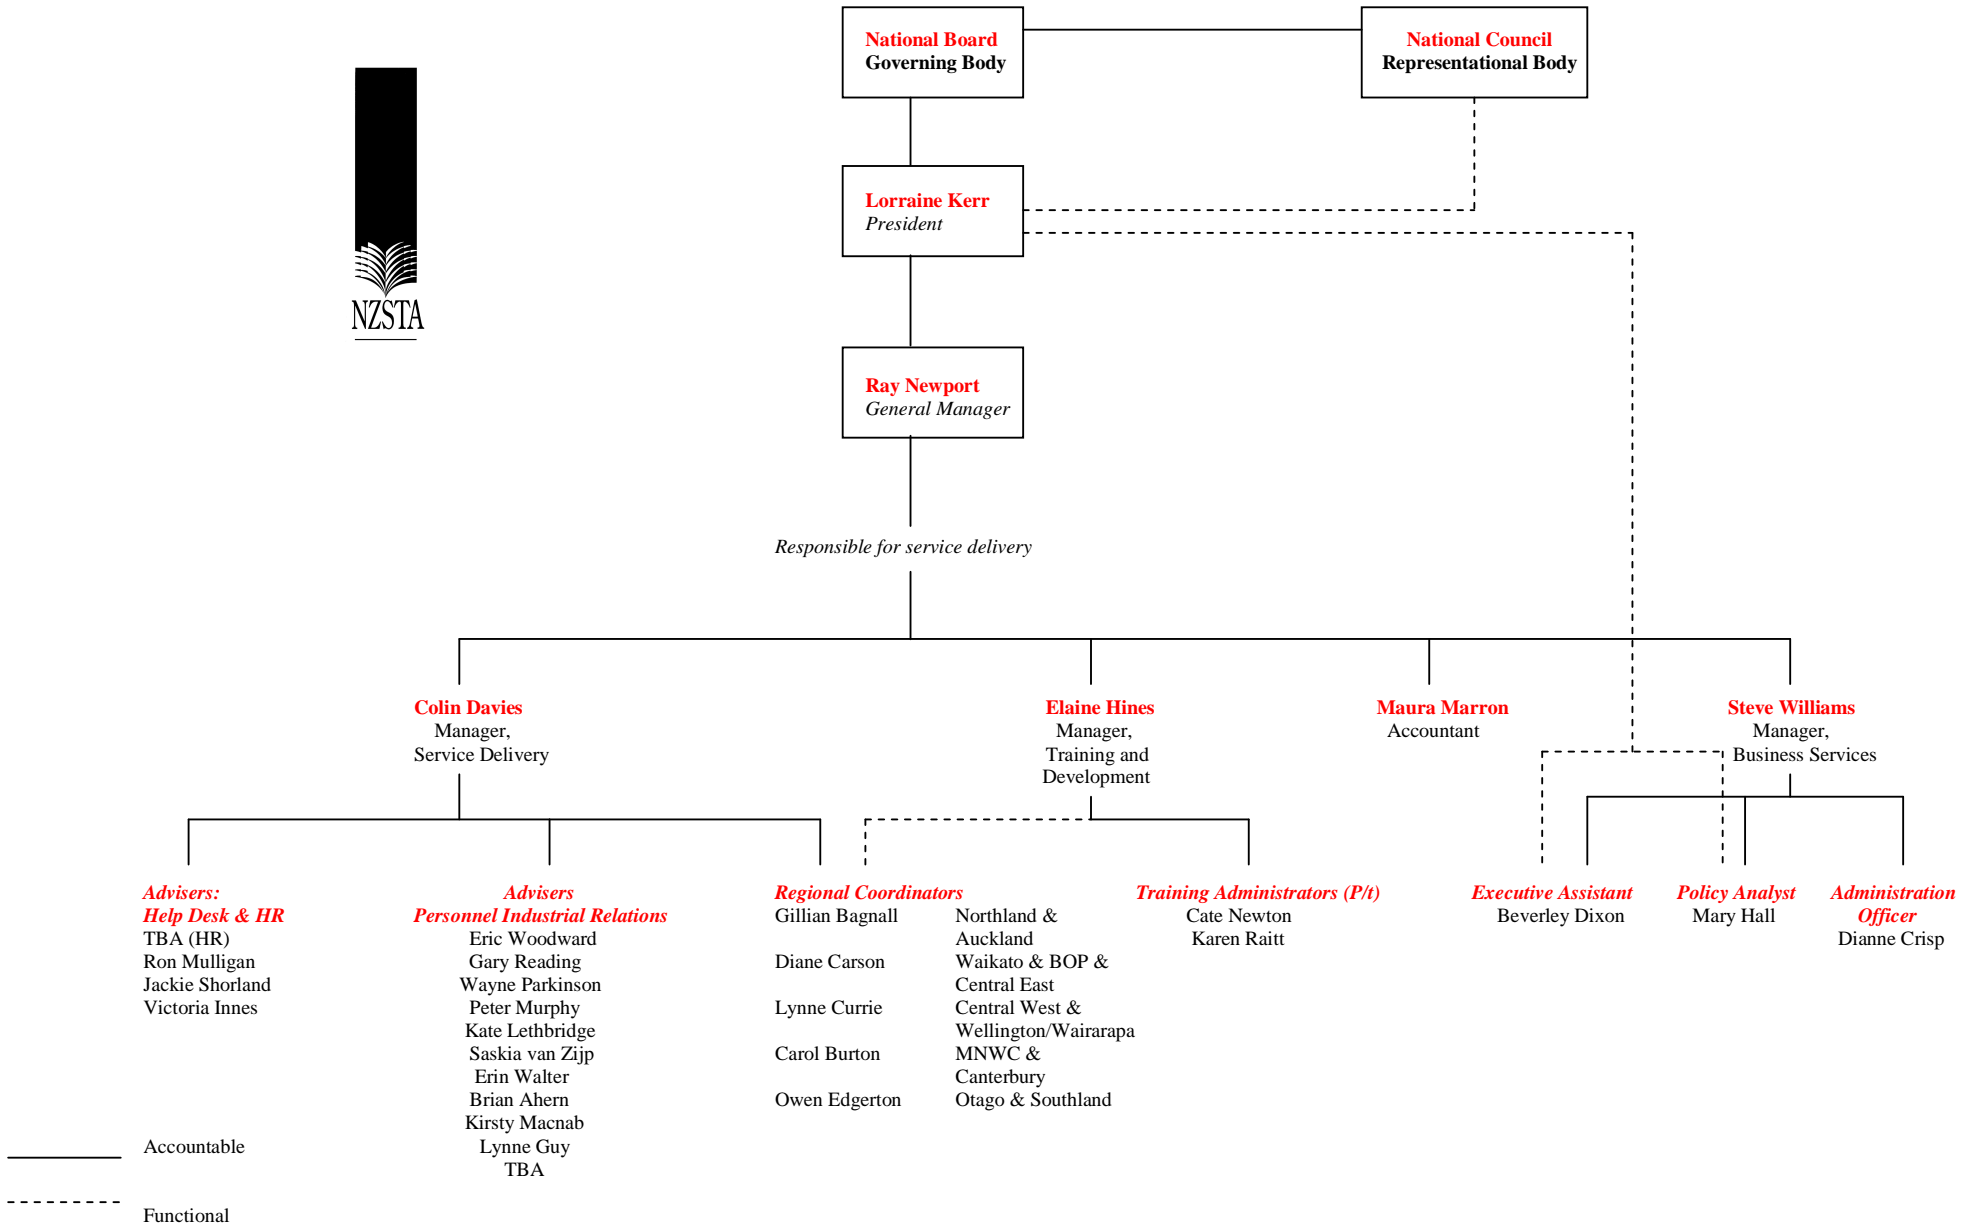 National Board
Governing Body
National Council
Representational Body
NZSTA
Lorraine Kerr
President
Ray Newport
General Manager
Responsible for service delivery
Colin Davies
Manager,
Service Delivery
Elaine Hines
Manager,
Training and
Development
Maura Marron
Accountant
Steve Williams
Manager,
Business Services
Advisers:
Help Desk & HR
TBA (HR)
Ron Mulligan
Jackie Shorland
Victoria Innes
Advisers
Personnel Industrial Relations
Eric Woodward
Gary Reading
Wayne Parkinson
Peter Murphy
Kate Lethbridge
Saskia van Zijp
Erin Walter
Brian Ahern
Kirsty Macnab
Lynne Guy
TBA
Regional Coordinators
Gillian Bagnall Northland &
Auckland
Diane Carson Waikato & BOP &
Central East
Lynne Currie Central West &
Wellington/Wairarapa
Carol Burton MNWC &
Canterbury
Owen Edgerton Otago & Southland
Training Administrators (P/t)
Cate Newton
Karen Raitt
Executive Assistant
Beverley Dixon
Policy Analyst
Mary Hall
Administration
Officer
Dianne Crisp
Accountable
Functional